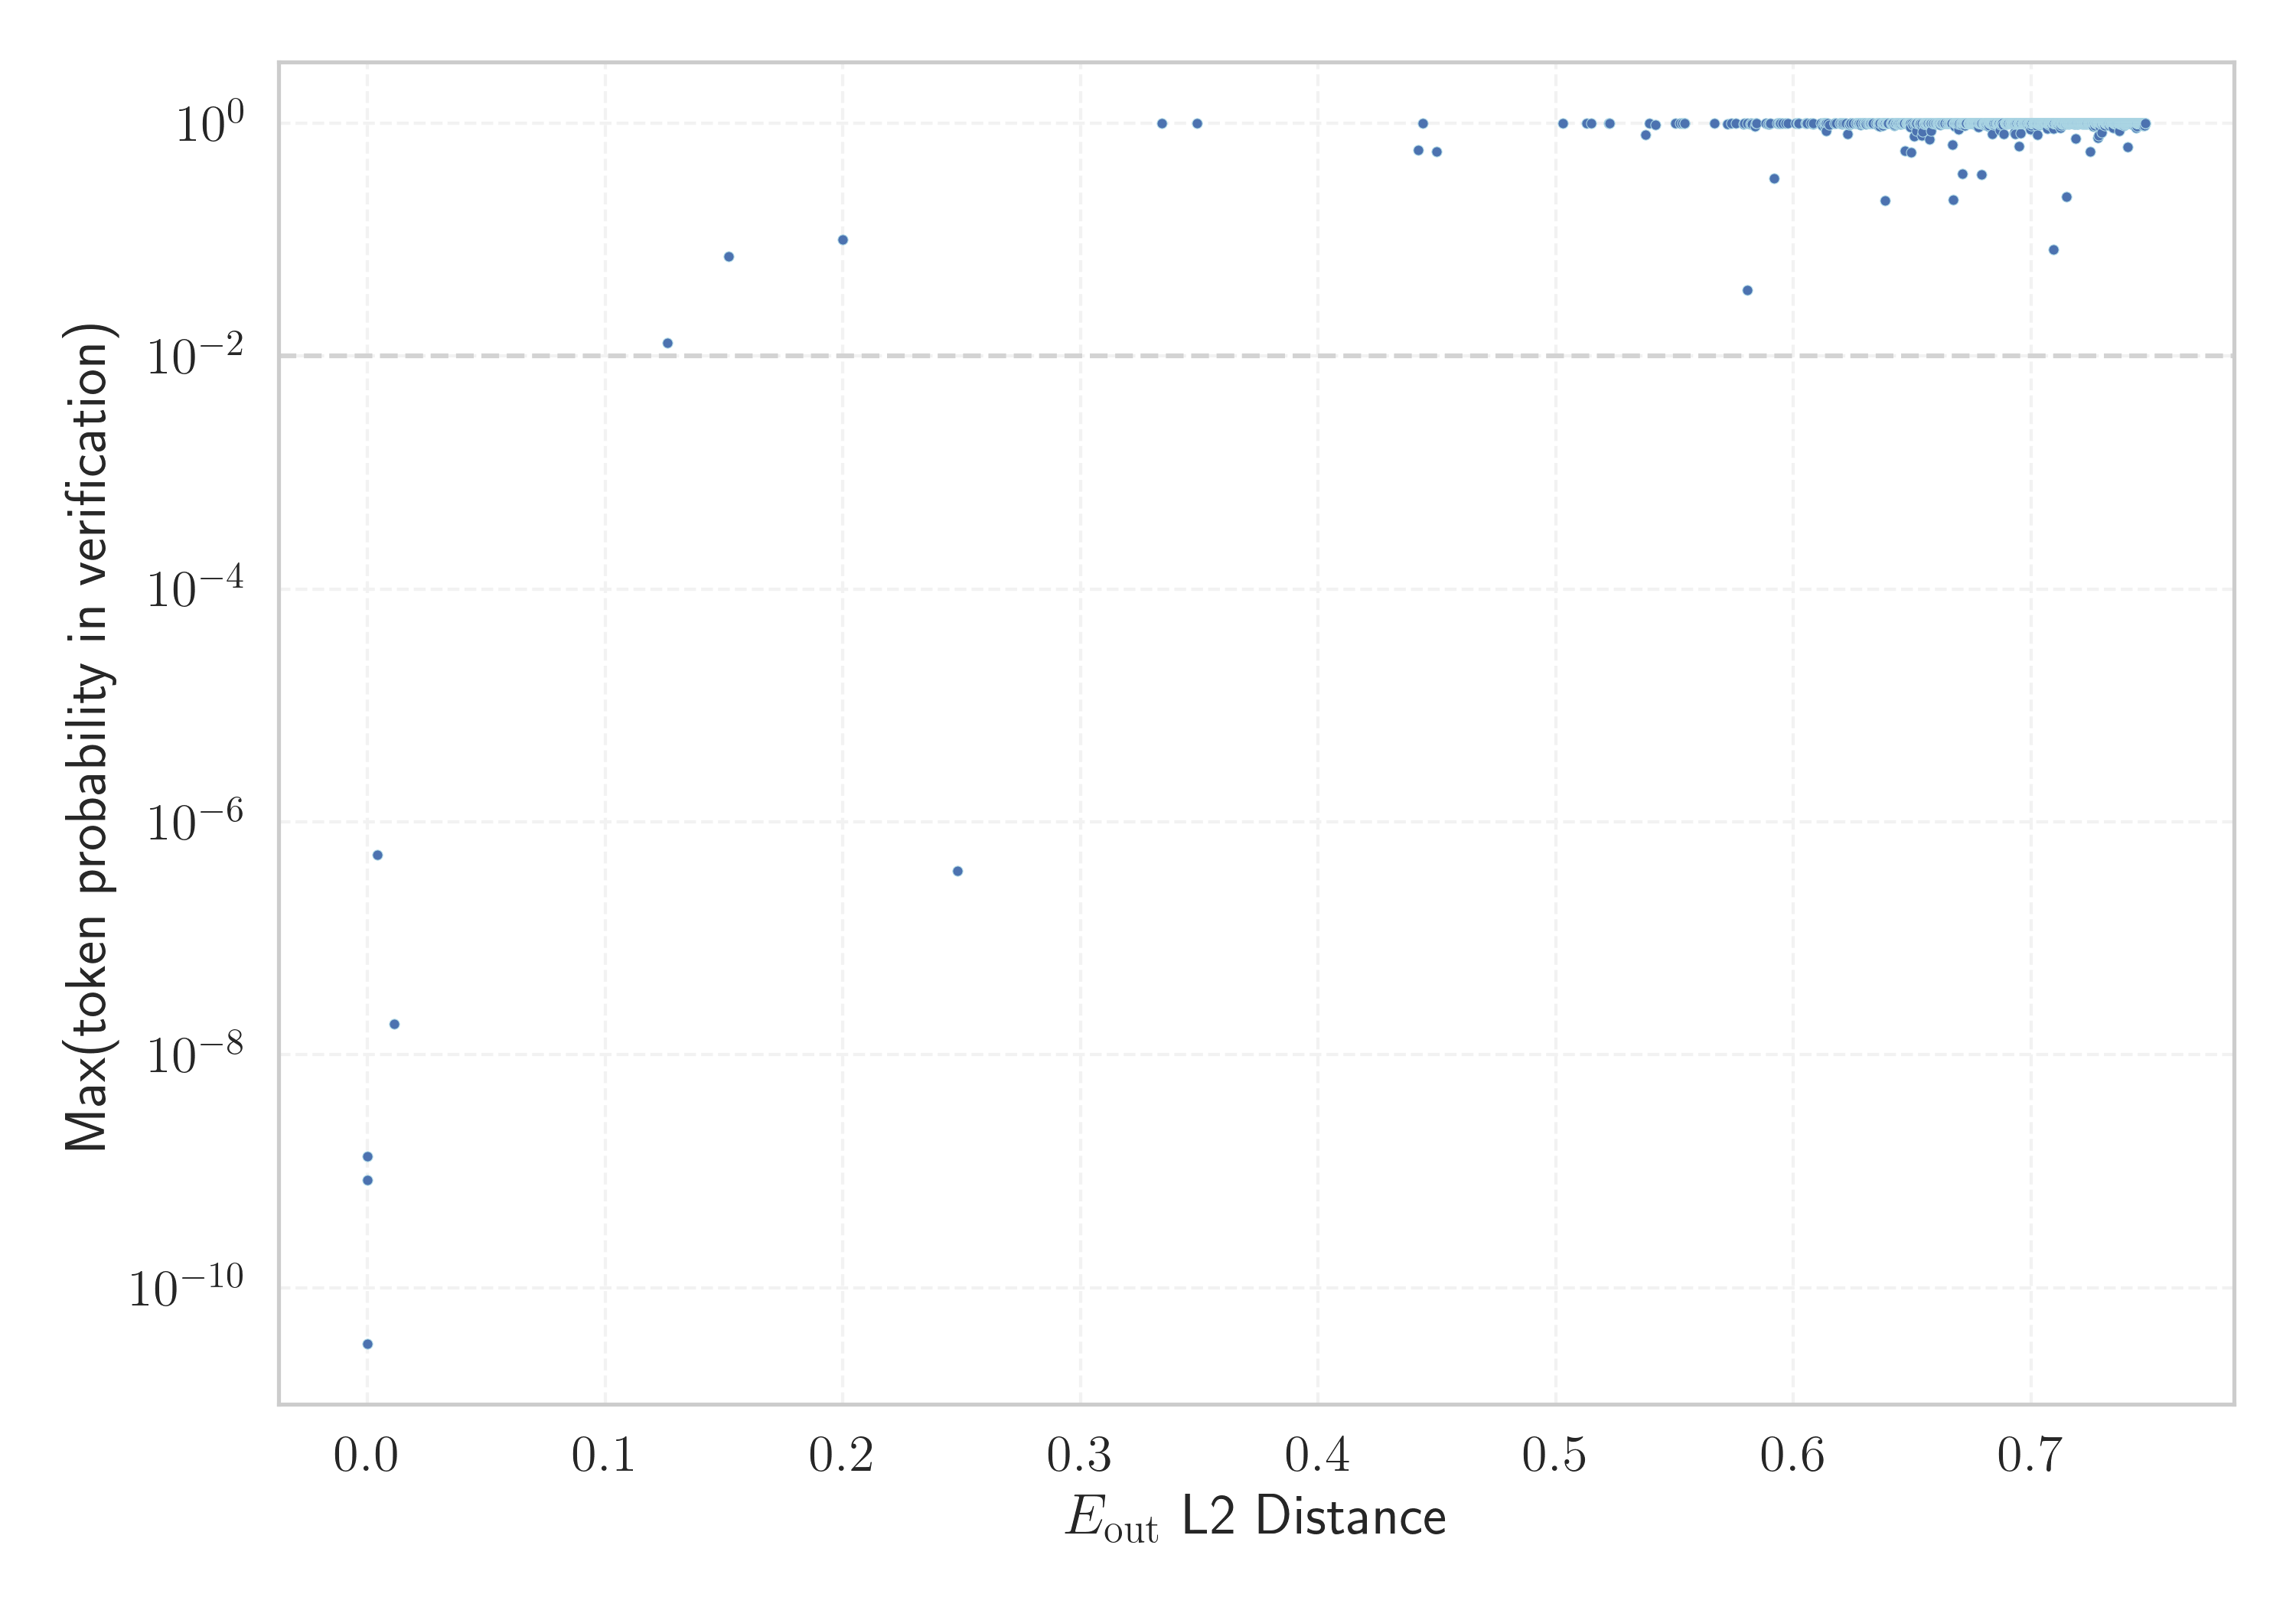 Max(token probability in verification)
10^0
10^−2
10^−4
10^−6
10^−8
10^−10
0.0 0.1 0.2 0.3 0.4 0.5 0.6 0.7
E_out L2 Distance